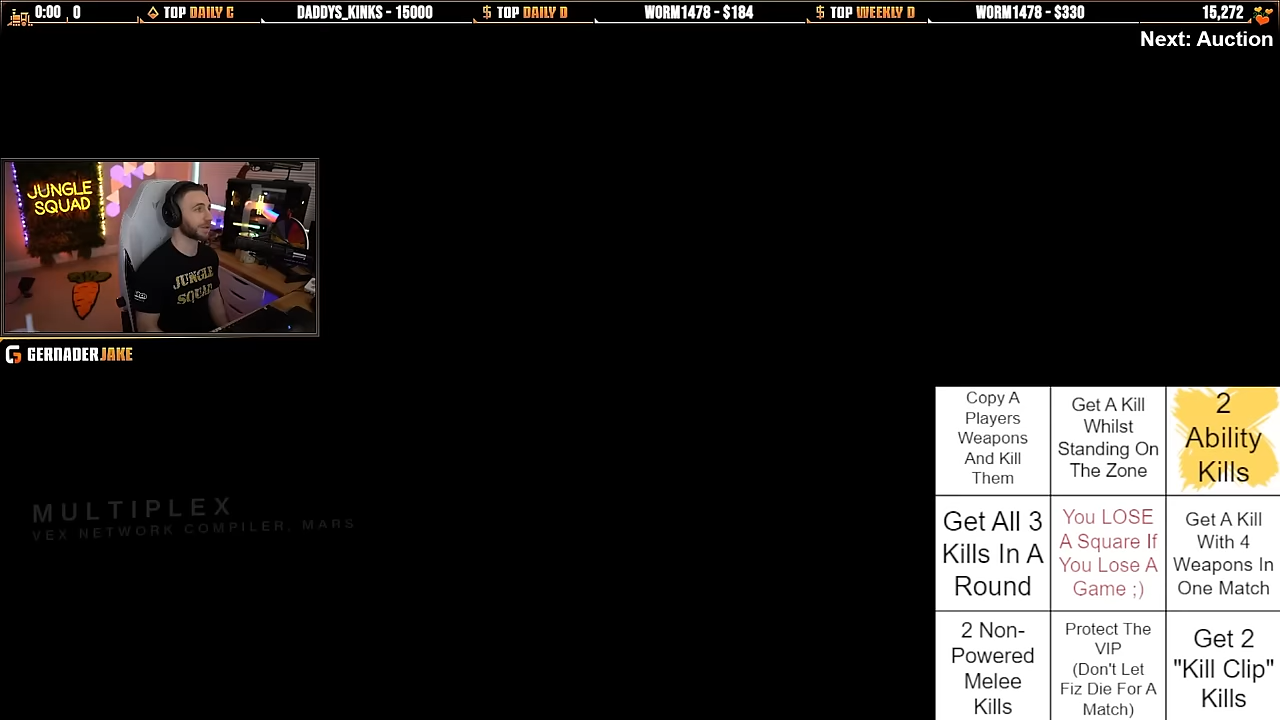 0:00 0 TOP DAILY C DADDYS_KINKS - 15000 $ TOP DAILY D WORM1478 - $184 $ TOP WEEKLY D WORM1478 - $330 15,272
Next: Auction
JUNGLE
SQUAD
JUNGLE
SQUAD
GERNADERJAKE
Copy A
Players
Weapons
And Kill
Them
Get A Kill
Whilst
Standing On
The Zone
2
Ability
Kills
MULTIPLEX
VEX NETWORK COMPILER, MARS
Get All 3
Kills In A
Round
You LOSE
A Square If
You Lose A
Game ;)
Get A Kill
With 4
Weapons In
One Match
2 Non-
Powered
Melee
Kills
Protect The
VIP
(Don't Let
Fiz Die For A
Match)
Get 2
"Kill Clip"
Kills